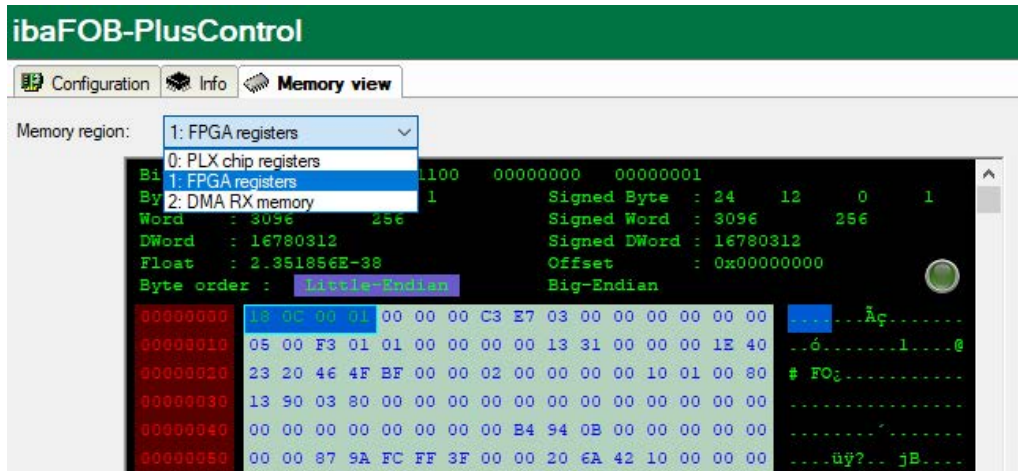 ibaFOB-PlusControl
Configuration Info Memory view
Memory region: 1: FPGA registers
0: PLX chip registers
1: FPGA registers
2: DMA RX memory
Bi 1100 00000000 00000001
By 1 Signed Byte : 24 12 0 1
Word : 3096 256 Signed Word : 3096 256
DWord : 16780312 Signed DWord : 16780312
Float : 2.351856E-38 Offset : 0x00000000
Byte order : Little-Endian Big-Endian
00000000 18 0C 00 01 00 00 00 C3 E7 03 00 00 00 00 00 00 .......Ãç.......
00000010 05 00 F3 01 01 00 00 00 00 13 31 00 00 00 1E 40 ..ó.......1....@
00000020 23 20 46 4F BF 00 00 02 00 00 00 00 10 01 00 80 # FO¿...........
00000030 13 90 03 80 00 00 00 00 00 00 00 00 00 00 00 00 ................
00000040 00 00 00 00 00 00 00 00 B4 94 0B 00 00 00 00 00 ........´.......
00000050 00 00 87 9A FC FF 3F 00 00 20 6A 42 10 00 00 00 ....üÿ?.. jB....